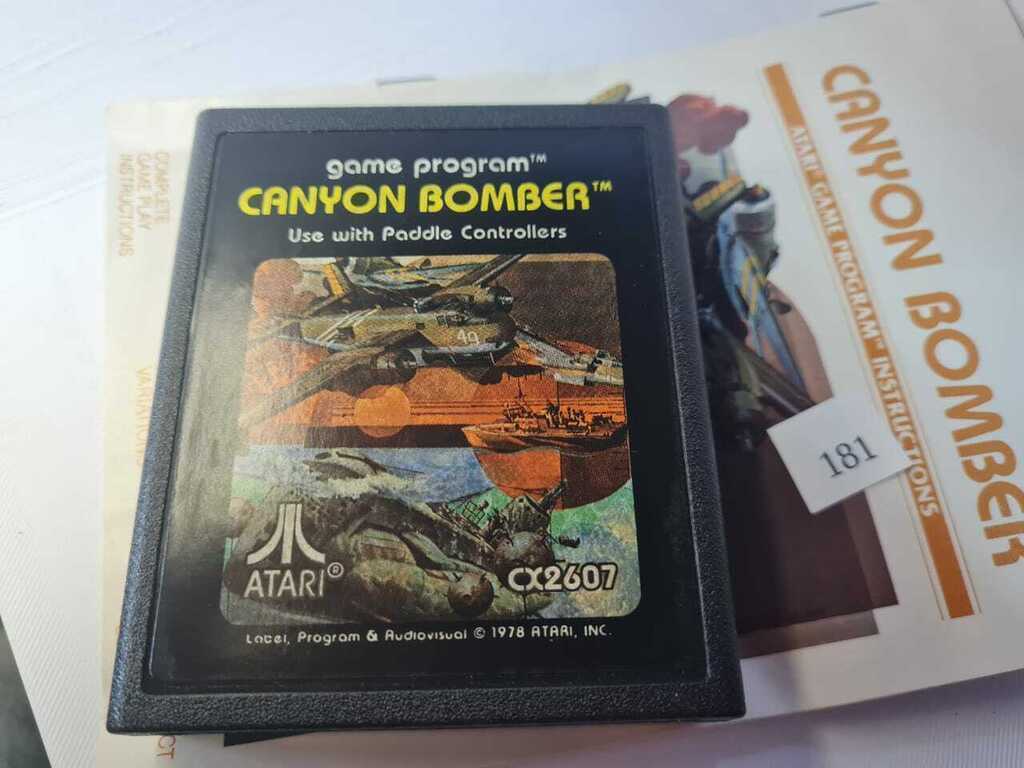 game program™
CANYON BOMBER™
Use with Paddle Controllers
49
ATARI®
CX2607
Label, Program & Audiovisual © 1978 ATARI, INC.
COMPLETE
GAME PLAY
INSTRUCTIONS
CANYON BOMBER
ATARI® GAME PROGRAM™ INSTRUCTIONS
181